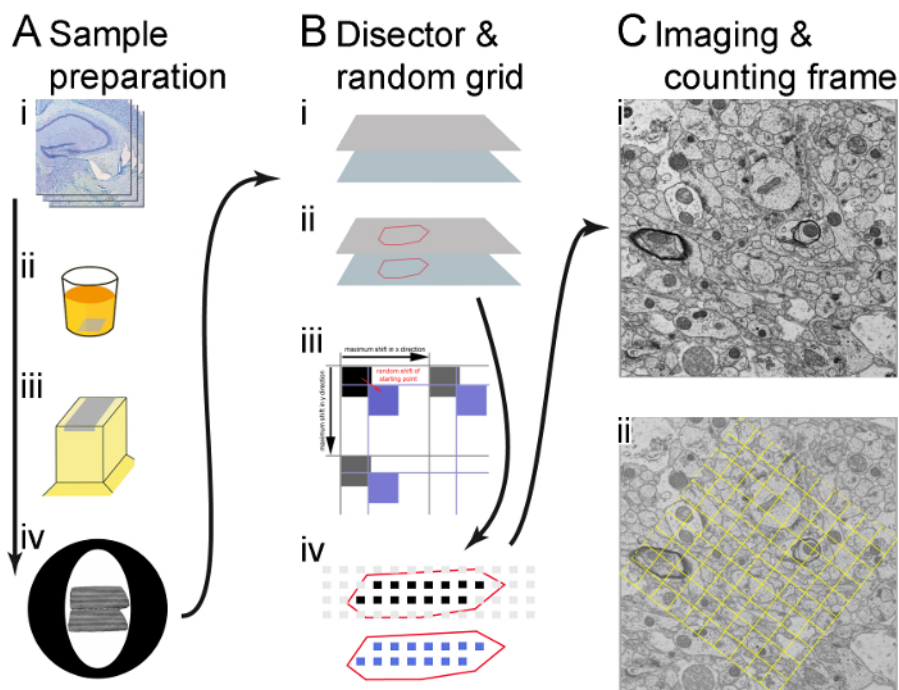 A Sample
preparation
i
ii
iii
iv
B Disector &
random grid
i
ii
iii
maximum shift in x direction
random shift of
starting point
maximum shift in y direction
iv
C Imaging &
counting frame
i
ii